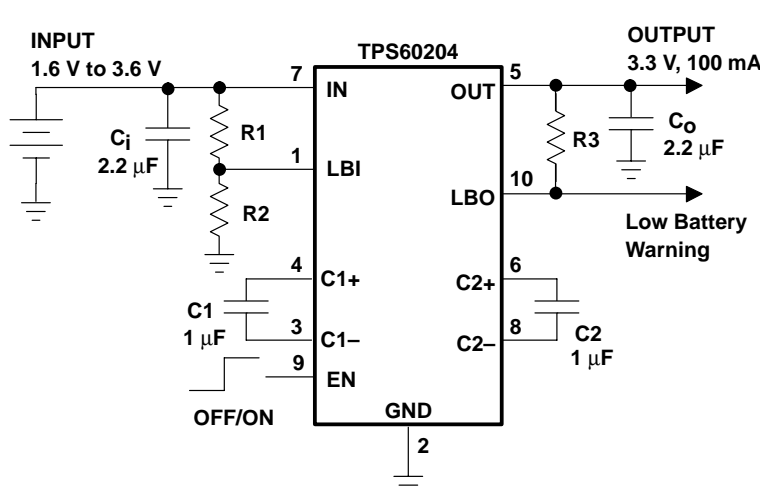 INPUT
1.6 V to 3.6 V
TPS60204
OUTPUT
3.3 V, 100 mA
7
IN
5
OUT
Ci
2.2 μF
R1
R2
1
LBI
R3
Co
2.2 μF
10
LBO
Low Battery
Warning
4
C1+
C1
1 μF
3
C1–
6
C2+
8
C2–
C2
1 μF
9
EN
OFF/ON
GND
2